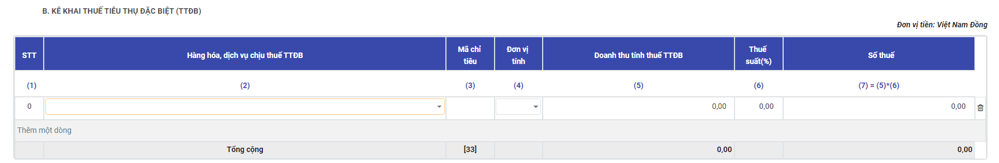 B. KÊ KHAI THUẾ TIÊU THỤ ĐẶC BIỆT (TTĐB)
Đơn vị tiền: Việt Nam Đồng
STT Hàng hóa, dịch vụ chịu thuế TTĐB Mã chỉ tiêu Đơn vị tính Doanh thu tính thuế TTĐB Thuế suất(%) Số thuế
(1) (2) (3) (4) (5) (6) (7) = (5)*(6)
0 0,00 0,00 0,00
Thêm một dòng
Tổng cộng [33] 0,00 0,00